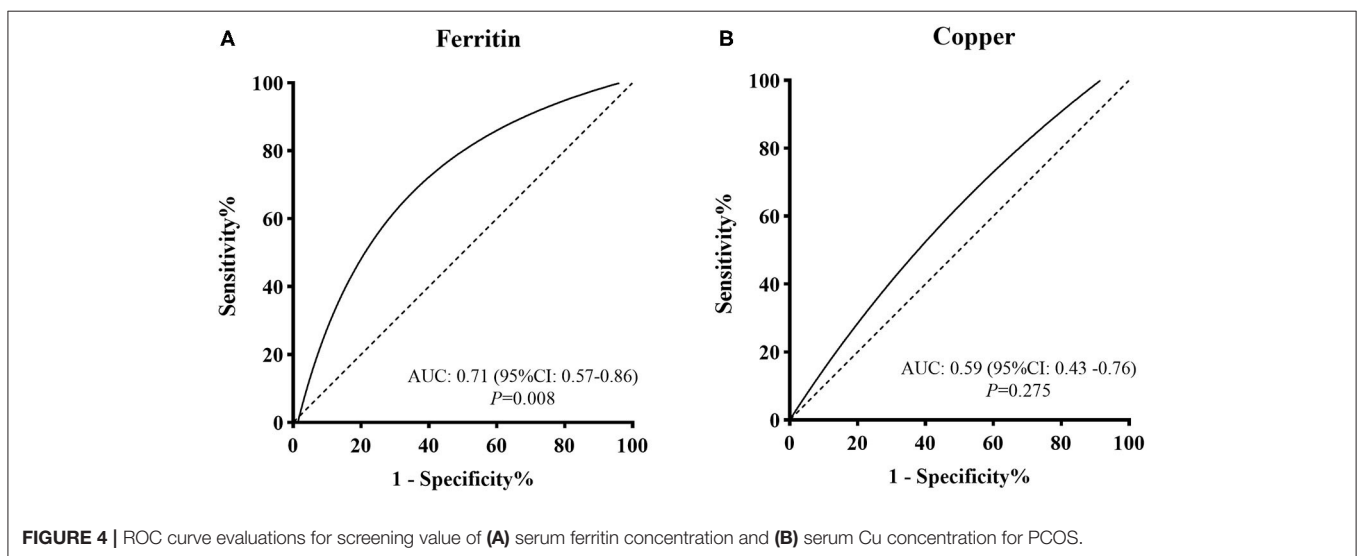 A
Ferritin
100
80
60
40
20
0
Sensitivity%
0 20 40 60 80 100
1 - Specificity%
AUC: 0.71 (95%CI: 0.57-0.86)
P=0.008
B
Copper
100
80
60
40
20
0
Sensitivity%
0 20 40 60 80 100
1 - Specificity%
AUC: 0.59 (95%CI: 0.43 -0.76)
P=0.275
FIGURE 4 | ROC curve evaluations for screening value of (A) serum ferritin concentration and (B) serum Cu concentration for PCOS.